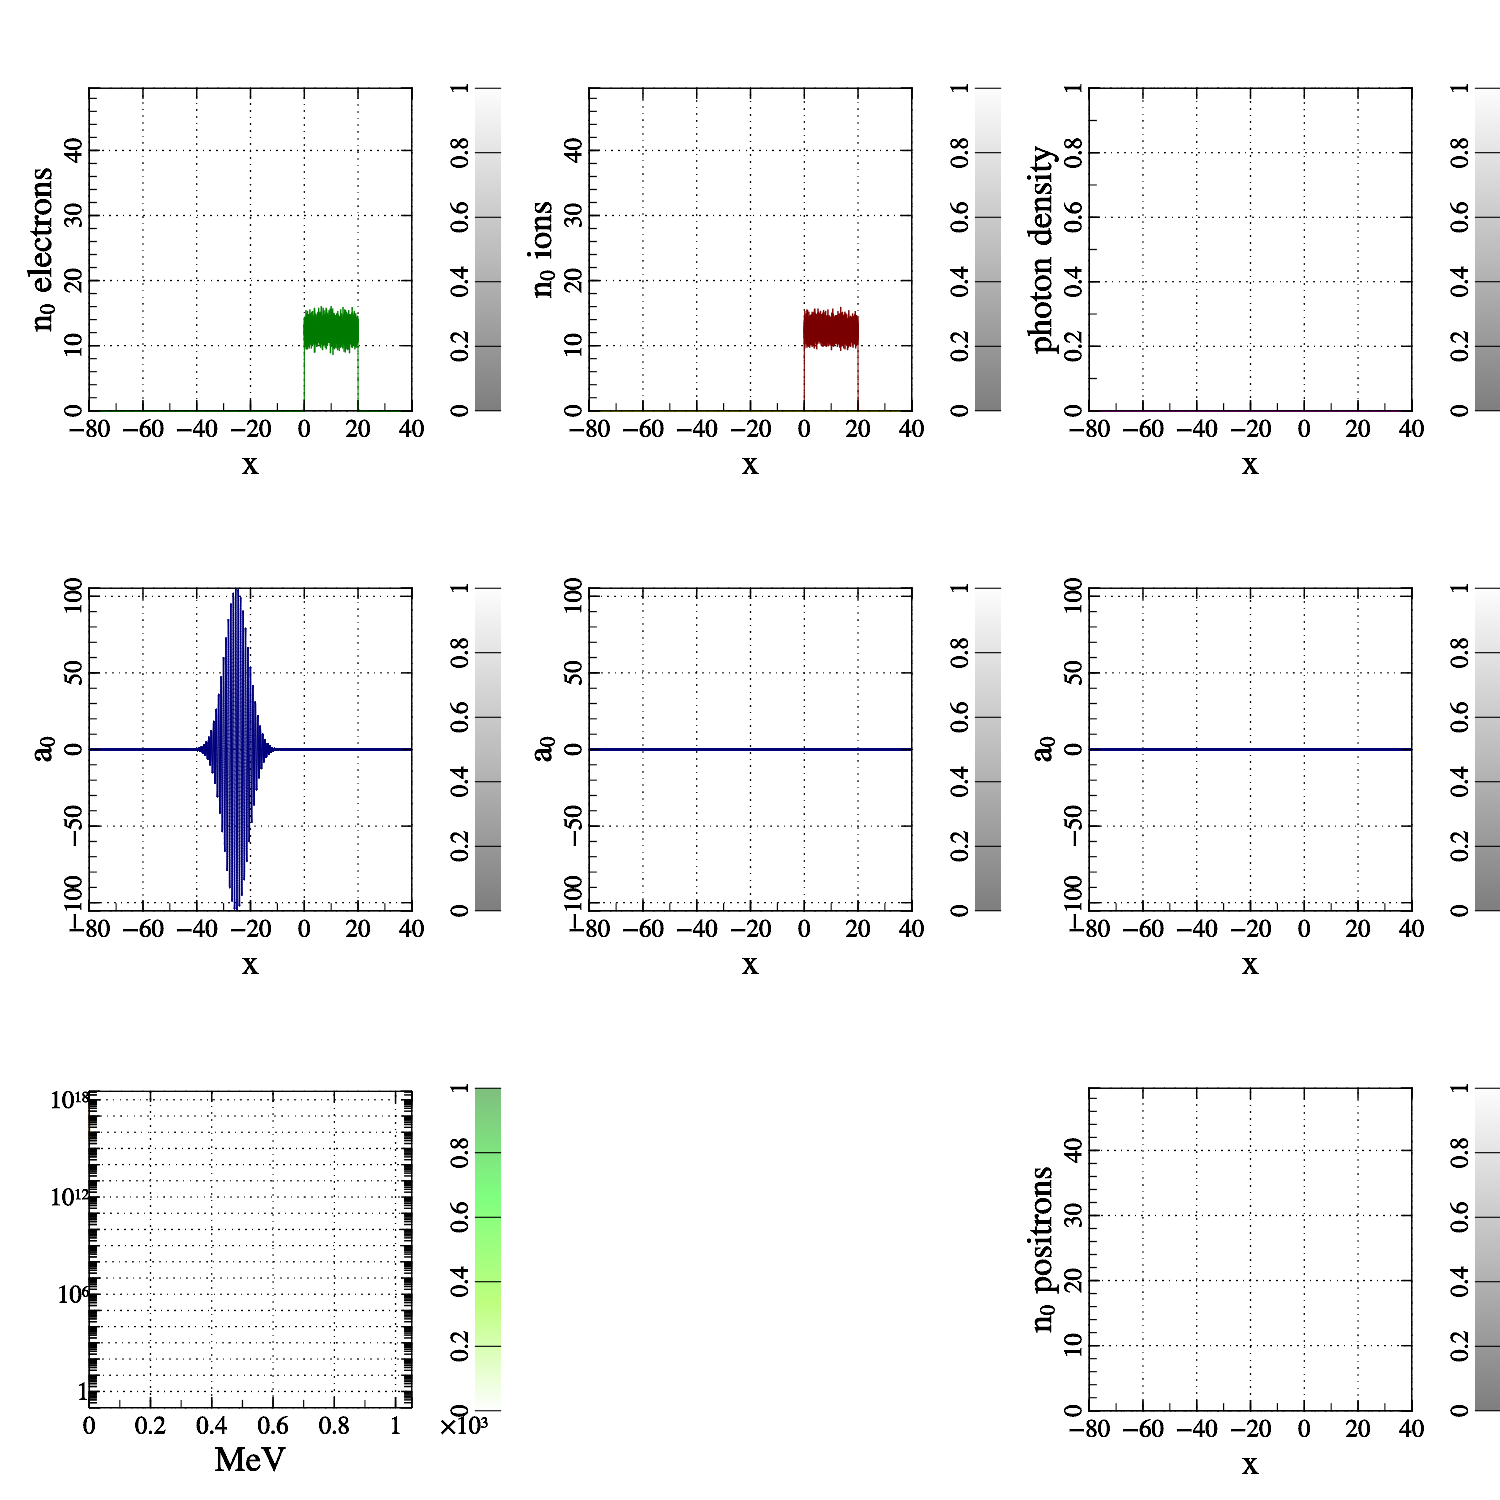 n₀ electrons
0 10 20 30 40
−80 −60 −40 −20 0 20 40
x
0 0.2 0.4 0.6 0.8 1
n₀ ions
0 10 20 30 40
−80 −60 −40 −20 0 20 40
x
0 0.2 0.4 0.6 0.8 1
photon density
0 0.2 0.4 0.6 0.8 1
−80 −60 −40 −20 0 20 40
x
0 0.2 0.4 0.6 0.8 1
a₀
−100 −50 0 50 100
−80 −60 −40 −20 0 20 40
x
0 0.2 0.4 0.6 0.8 1
a₀
−100 −50 0 50 100
−80 −60 −40 −20 0 20 40
x
0 0.2 0.4 0.6 0.8 1
a₀
−100 −50 0 50 100
−80 −60 −40 −20 0 20 40
x
0 0.2 0.4 0.6 0.8 1
10¹⁸
10¹²
10⁶
1
0 0.2 0.4 0.6 0.8 1
×10³
MeV
0 0.2 0.4 0.6 0.8 1
n₀ positrons
0 10 20 30 40
−80 −60 −40 −20 0 20 40
x
0 0.2 0.4 0.6 0.8 1